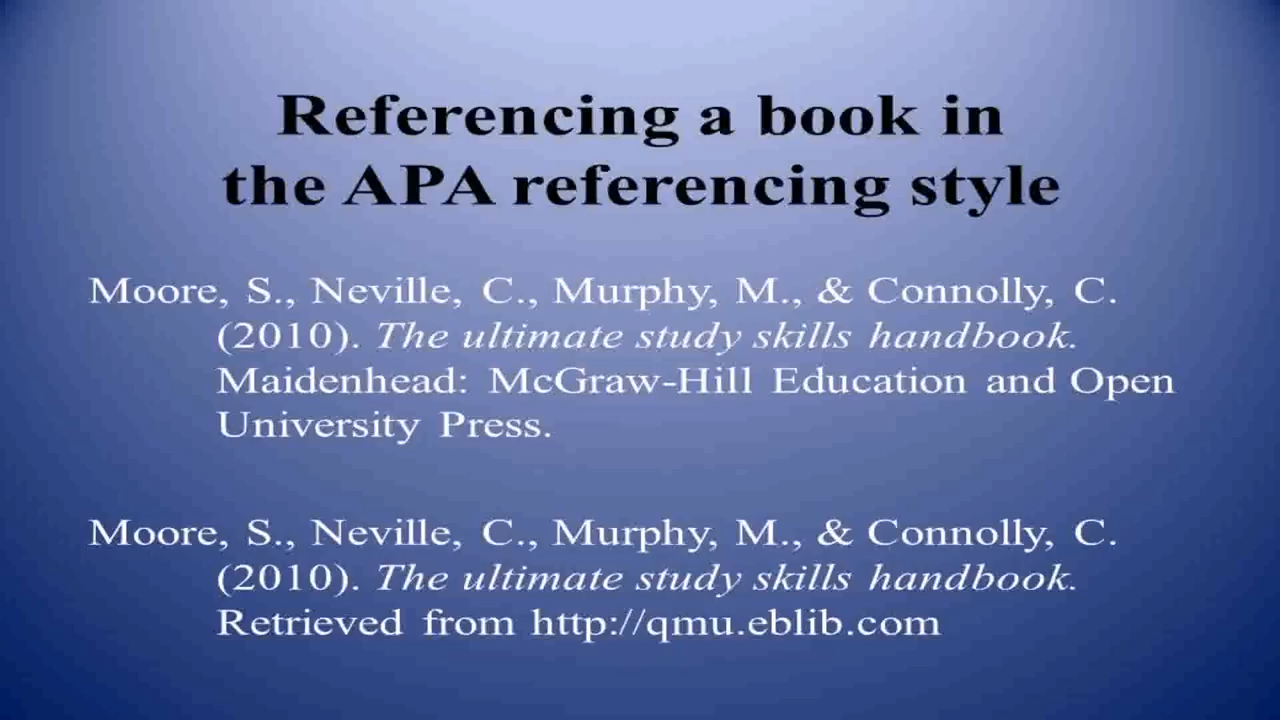 Referencing a book in
the APA referencing style
Moore, S., Neville, C., Murphy, M., & Connolly, C.
(2010). The ultimate study skills handbook.
Maidenhead: McGraw-Hill Education and Open
University Press.
Moore, S., Neville, C., Murphy, M., & Connolly, C.
(2010). The ultimate study skills handbook.
Retrieved from http://qmu.eblib.com